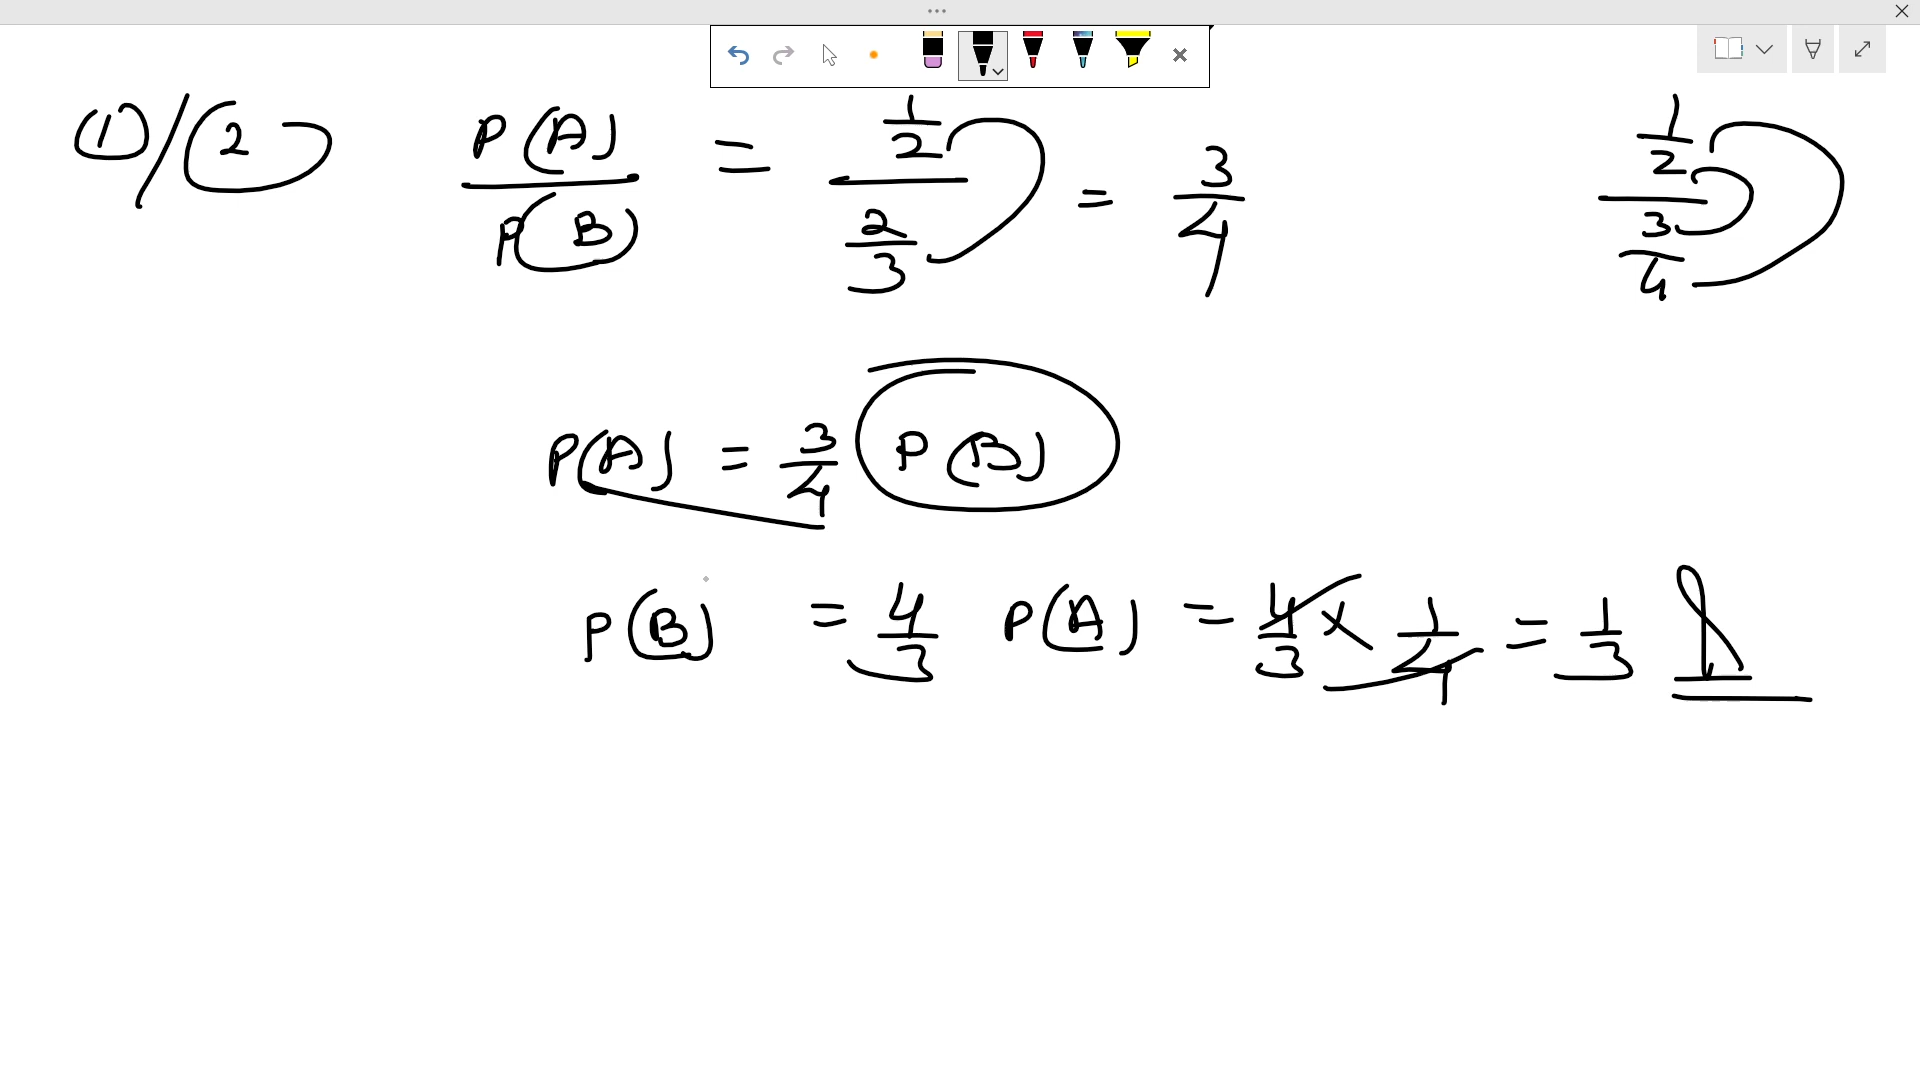 ①/② P(A)/P(B) = (1/2)/(2/3) = 3/4 (1/2)/(3/4)
P(A) = 3/4 P(B)
P(B) = 4/3 P(A) = 4/3 × 1/4 = 1/3